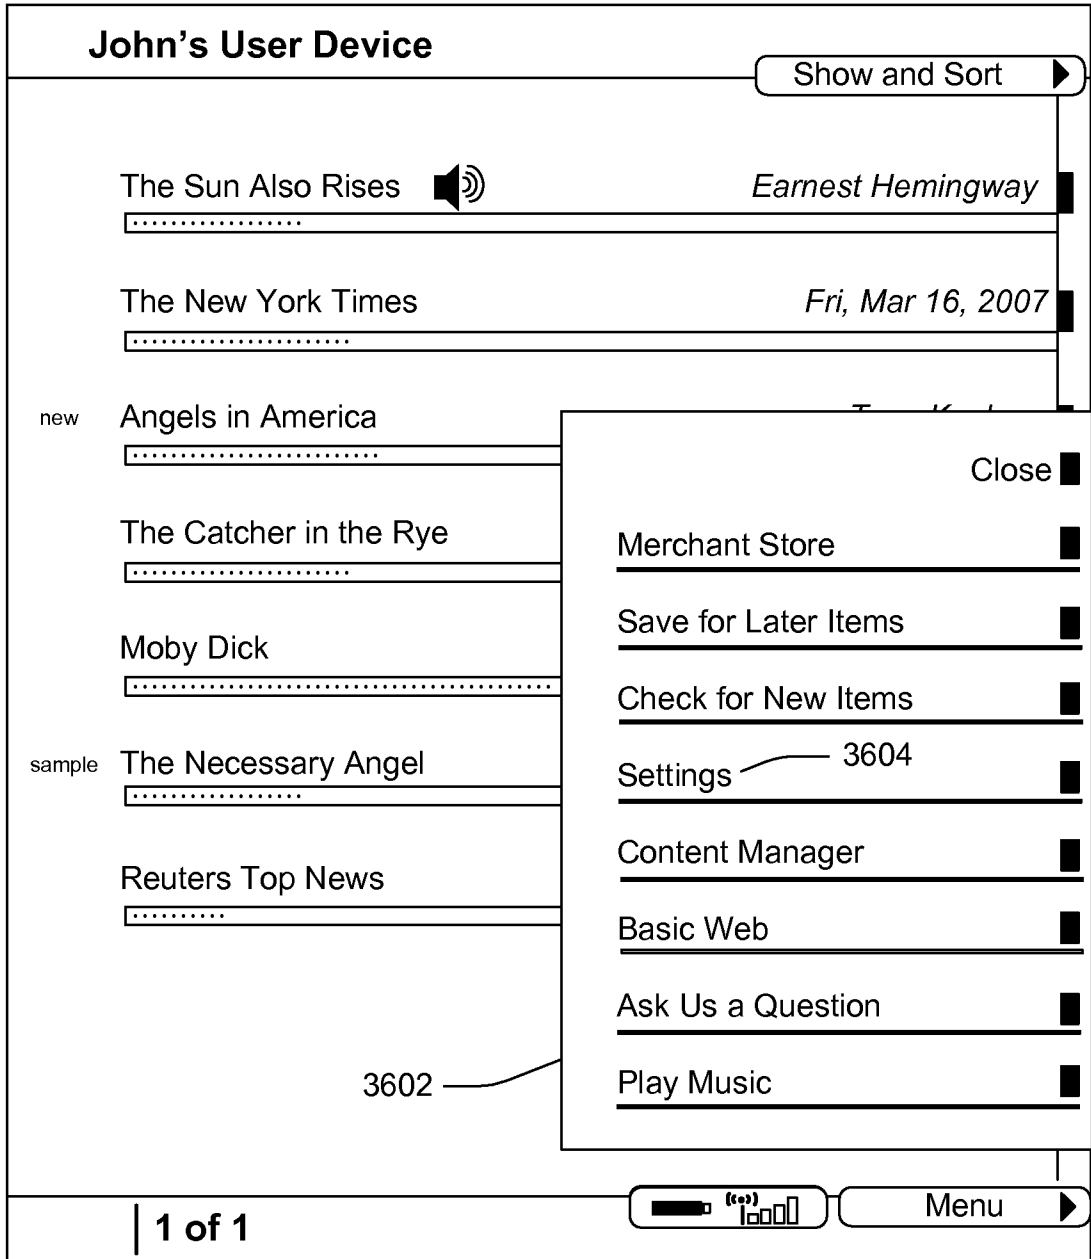 John's User Device
Show and Sort
The Sun Also Rises Earnest Hemingway
The New York Times Fri, Mar 16, 2007
new Angels in America
Close
Merchant Store
The Catcher in the Rye
Save for Later Items
Moby Dick
Check for New Items
sample The Necessary Angel
Settings 3604
Content Manager
Reuters Top News
Basic Web
Ask Us a Question
3602
Play Music
1 of 1
Menu